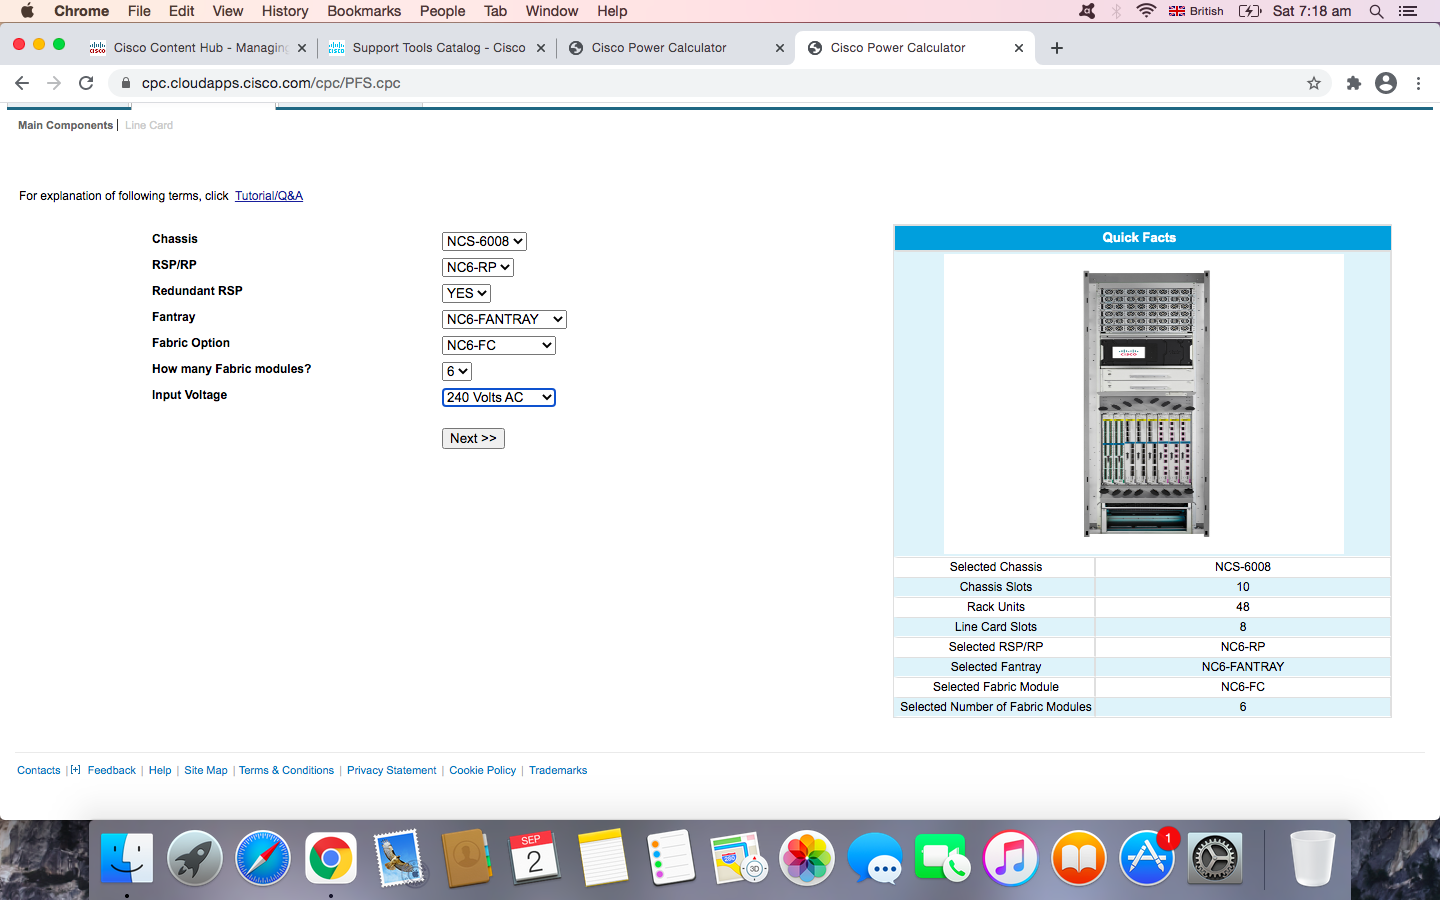 Chrome File Edit View History Bookmarks People Tab Window Help British Sat 7:18 am
Cisco Content Hub - Managing Support Tools Catalog - Cisco Cisco Power Calculator Cisco Power Calculator
cpc.cloudapps.cisco.com/cpc/PFS.cpc
Main Components | Line Card
For explanation of following terms, click Tutorial/Q&A
Chassis NCS-6008
RSP/RP NC6-RP
Redundant RSP YES
Fantray NC6-FANTRAY
Fabric Option NC6-FC
How many Fabric modules? 6
Input Voltage 240 Volts AC
Next >>
Quick Facts
CISCO
Selected Chassis NCS-6008
Chassis Slots 10
Rack Units 48
Line Card Slots 8
Selected RSP/RP NC6-RP
Selected Fantray NC6-FANTRAY
Selected Fabric Module NC6-FC
Selected Number of Fabric Modules 6
Contacts | [+] Feedback | Help | Site Map | Terms & Conditions | Privacy Statement | Cookie Policy | Trademarks
SEP
2
280
3D
1